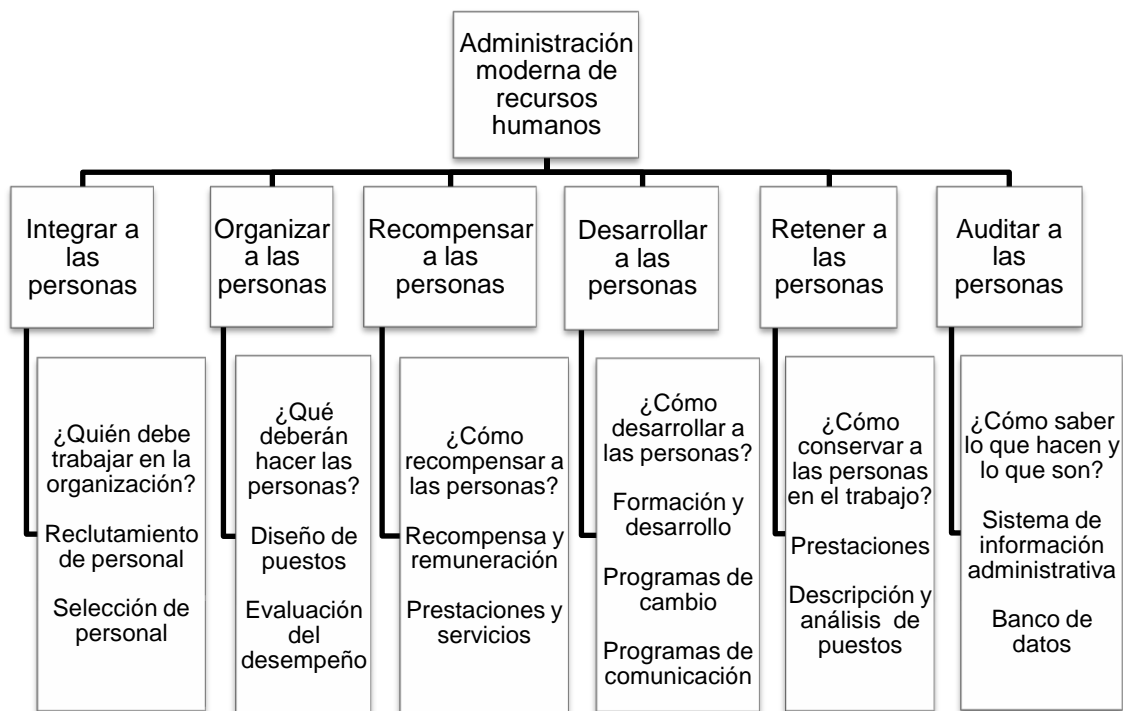 Administración
moderna de
recursos
humanos
Integrar a
las
personas
¿Quién debe
trabajar en la
organización?
Reclutamiento
de personal
Selección de
personal
Organizar
a las
personas
¿Qué
deberán
hacer las
personas?
Diseño de
puestos
Evaluación
del
desempeño
Recompensar
a las
personas
¿Cómo
recompensar a
las personas?
Recompensa y
remuneración
Prestaciones y
servicios
Desarrollar
a las
personas
¿Cómo
desarrollar a
las personas?
Formación y
desarrollo
Programas de
cambio
Programas de
comunicación
Retener a
las
personas
¿Cómo
conservar a
las personas
en el trabajo?
Prestaciones
Descripción y
análisis de
puestos
Auditar a
las
personas
¿Cómo saber
lo que hacen y
lo que son?
Sistema de
información
administrativa
Banco de
datos